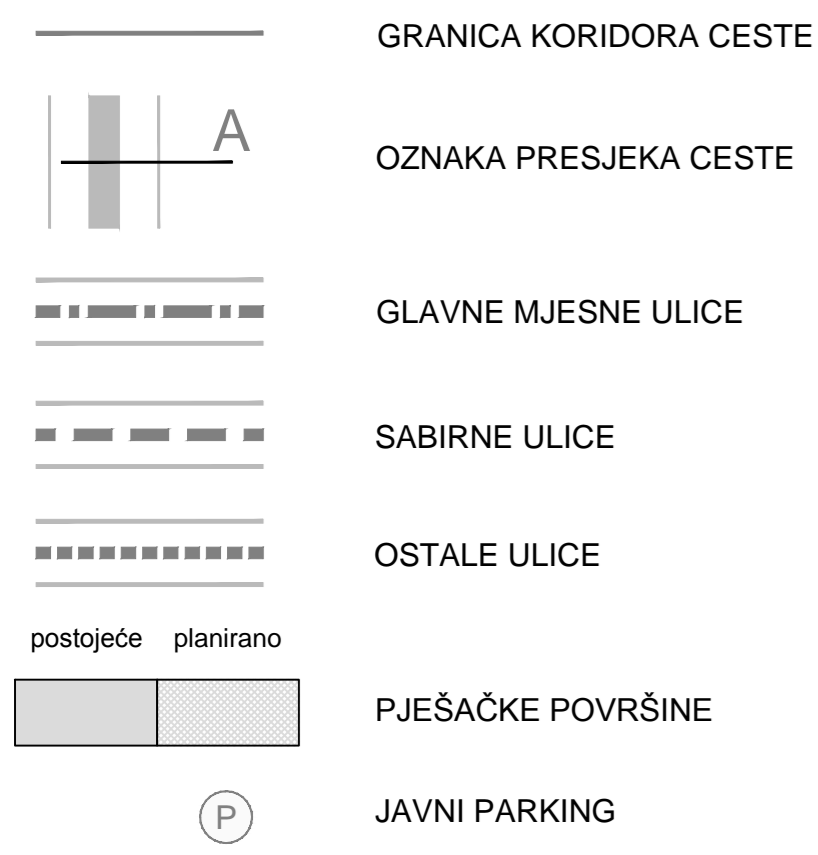 GRANICA KORIDORA CESTE
A
OZNAKA PRESJEKA CESTE
GLAVNE MJESNE ULICE
SABIRNE ULICE
OSTALE ULICE
postojeće planirano
PJEŠAČKE POVRŠINE
P
JAVNI PARKING